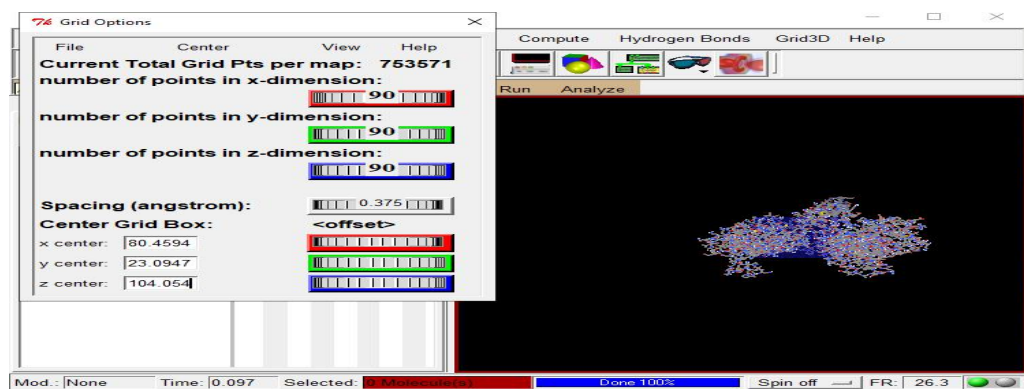 Grid Options
File Center View Help
Current Total Grid Pts per map: 753571
number of points in x-dimension:
90
number of points in y-dimension:
90
number of points in z-dimension:
90
Spacing (angstrom): 0.375
Center Grid Box: <offset>
x center: 80.4594
y center: 23.0947
z center: 104.054
Compute Hydrogen Bonds Grid3D Help
Run Analyze
Mod.: None Time: 0.097 Selected: 0 Molecule(s) Done 100% Spin off FR: 26.3